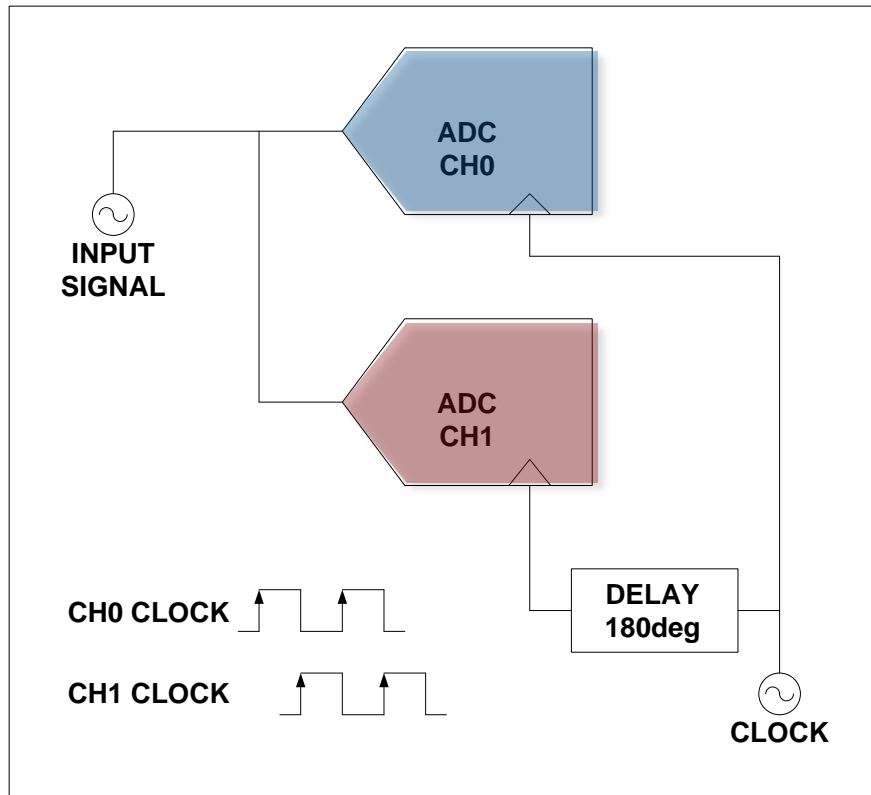 ADC
CH0
INPUT
SIGNAL
ADC
CH1
DELAY
180deg
CH0 CLOCK
CH1 CLOCK
CLOCK